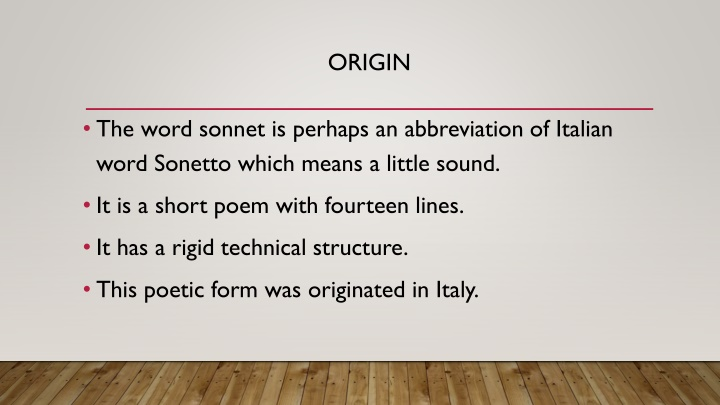 ORIGIN
• The word sonnet is perhaps an abbreviation of Italian
word Sonetto which means a little sound.
• It is a short poem with fourteen lines.
• It has a rigid technical structure.
• This poetic form was originated in Italy.